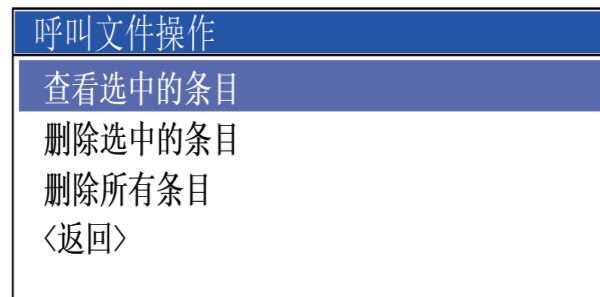 呼叫文件操作
查看选中的条目
删除选中的条目
删除所有条目
〈返回〉